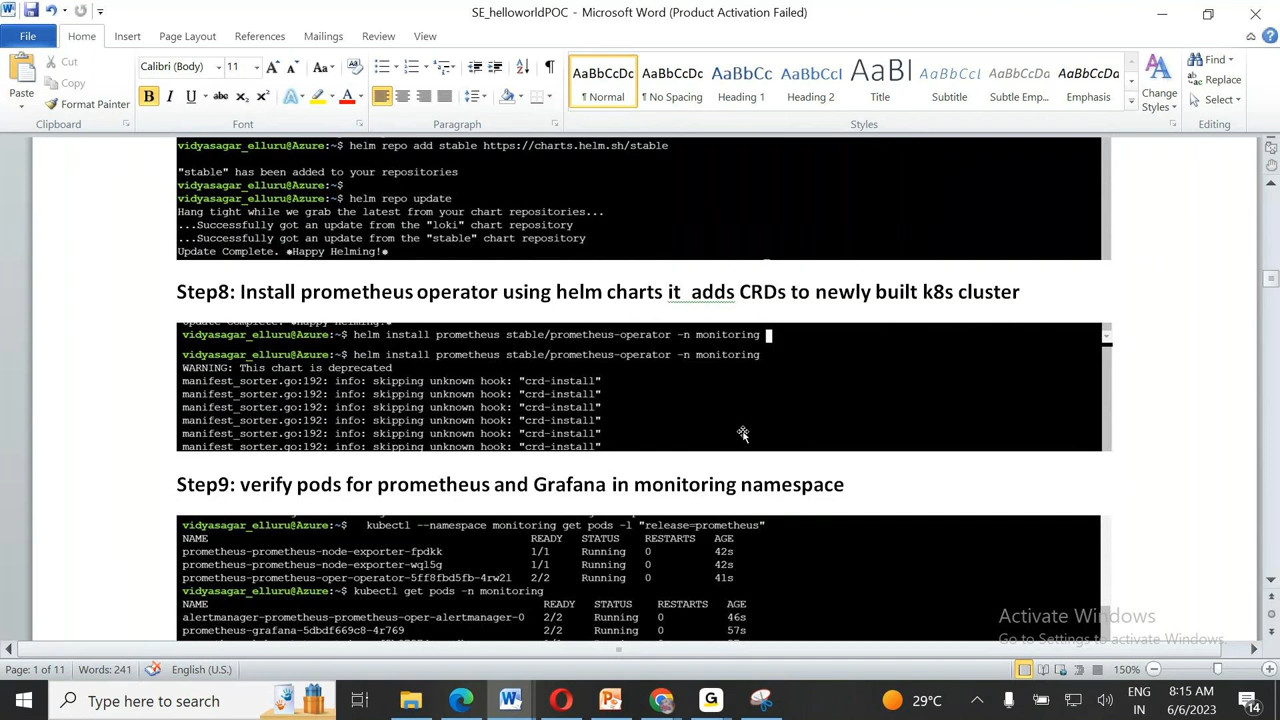 SE_helloworldPOC - Microsoft Word (Product Activation Failed)
File Home Insert Page Layout References Mailings Review View
Paste
Cut
Copy
Format Painter
Clipboard
Calibri (Body) 11
Font
Paragraph
AaBbCcDc AaBbCcDc AaBbCc AaBbCcI AaBl AaBbCcDc AaBbCcDc AaBbCcDc
¶ Normal ¶ No Spacing Heading 1 Heading 2 Title Subtitle Subtle Emp... Emphasis
Change Styles
Styles
Find
Replace
Select
Editing
vidyasagar_elluru@Azure:~$ helm repo add stable https://charts.helm.sh/stable
"stable" has been added to your repositories
vidyasagar_elluru@Azure:~$
vidyasagar_elluru@Azure:~$ helm repo update
Hang tight while we grab the latest from your chart repositories...
...Successfully got an update from the "loki" chart repository
...Successfully got an update from the "stable" chart repository
Update Complete. ⎈Happy Helming!⎈
Step8: Install prometheus operator using helm charts it  adds CRDs to newly built k8s cluster
vidyasagar_elluru@Azure:~$ helm install prometheus stable/prometheus-operator -n monitoring
vidyasagar_elluru@Azure:~$ helm install prometheus stable/prometheus-operator -n monitoring
WARNING: This chart is deprecated
manifest_sorter.go:192: info: skipping unknown hook: "crd-install"
manifest_sorter.go:192: info: skipping unknown hook: "crd-install"
manifest_sorter.go:192: info: skipping unknown hook: "crd-install"
manifest_sorter.go:192: info: skipping unknown hook: "crd-install"
manifest_sorter.go:192: info: skipping unknown hook: "crd-install"
manifest_sorter.go:192: info: skipping unknown hook: "crd-install"
Step9: verify pods for prometheus and Grafana in monitoring namespace
vidyasagar_elluru@Azure:~$ kubectl --namespace monitoring get pods -l "release=prometheus"
NAME READY STATUS RESTARTS AGE
prometheus-prometheus-node-exporter-fpdkk 1/1 Running 0 42s
prometheus-prometheus-node-exporter-wql5g 1/1 Running 0 42s
prometheus-prometheus-oper-operator-5ff8fbd5fb-4rw2l 2/2 Running 0 41s
vidyasagar_elluru@Azure:~$ kubectl get pods -n monitoring
NAME READY STATUS RESTARTS AGE
alertmanager-prometheus-prometheus-oper-alertmanager-0 2/2 Running 0 46s
prometheus-grafana-5dbdf669c8-4r769 2/2 Running 0 57s
Activate Windows
Go to Settings to activate Windows.
Page: 1 of 11 Words: 241 English (U.S.) 150%
Type here to search
29°C
ENG
IN
8:15 AM
6/6/2023
14